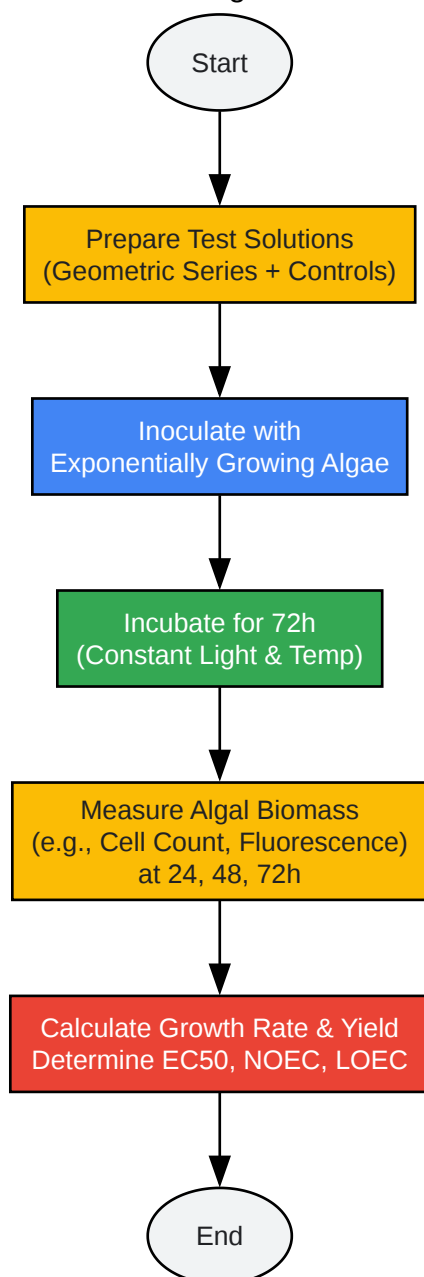 Start
Prepare Test Solutions
(Geometric Series + Controls)
Inoculate with
Exponentially Growing Algae
Incubate for 72h
(Constant Light & Temp)
Measure Algal Biomass
(e.g., Cell Count, Fluorescence)
at 24, 48, 72h
Calculate Growth Rate & Yield
Determine EC50, NOEC, LOEC
End